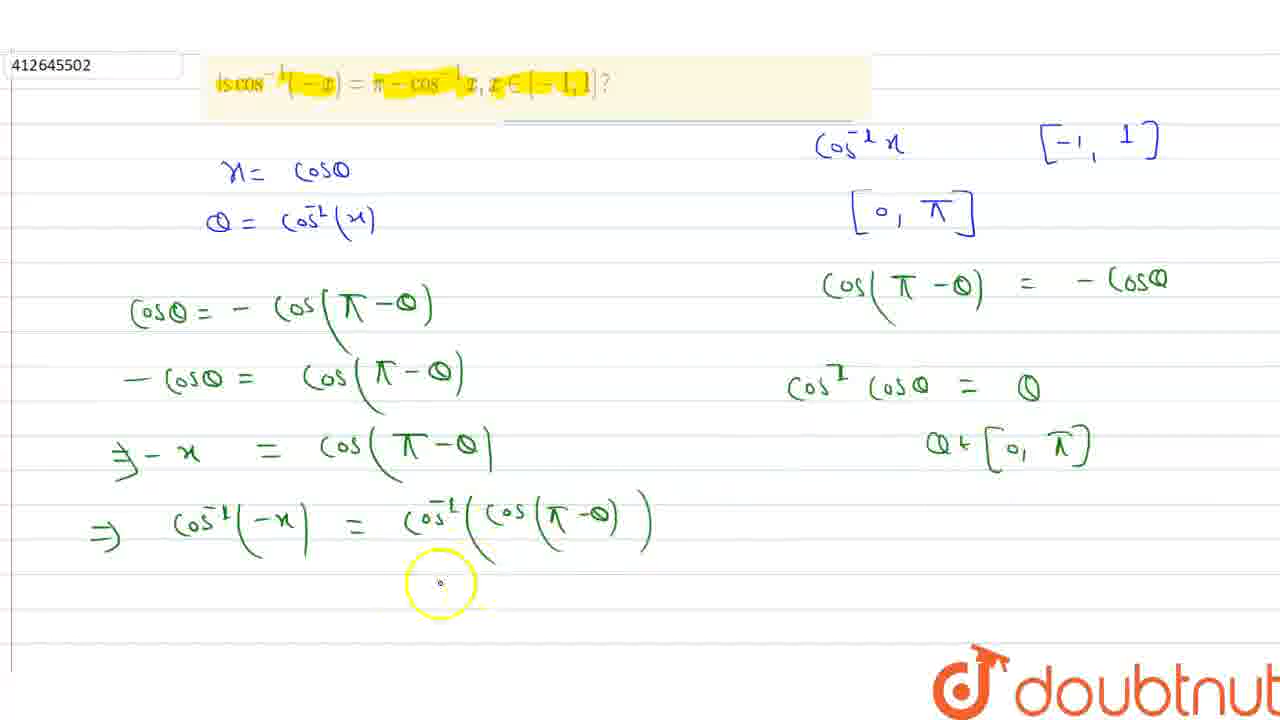 412645502
Is cos⁻¹(−x) = π − cos⁻¹ x, x ∈ [−1, 1]?
cos⁻¹x [-1, 1]
x = cosθ
θ = cos⁻¹(x)
[0, π]
cos(π - θ) = - cosθ
cosθ = - cos(π - θ)
- cosθ = cos(π - θ)
cos⁻¹ cosθ = θ
⇒ - x = cos(π - θ)
θ ∈ [0, π]
⇒ cos⁻¹(-x) = cos⁻¹(cos(π - θ))
doubtnut